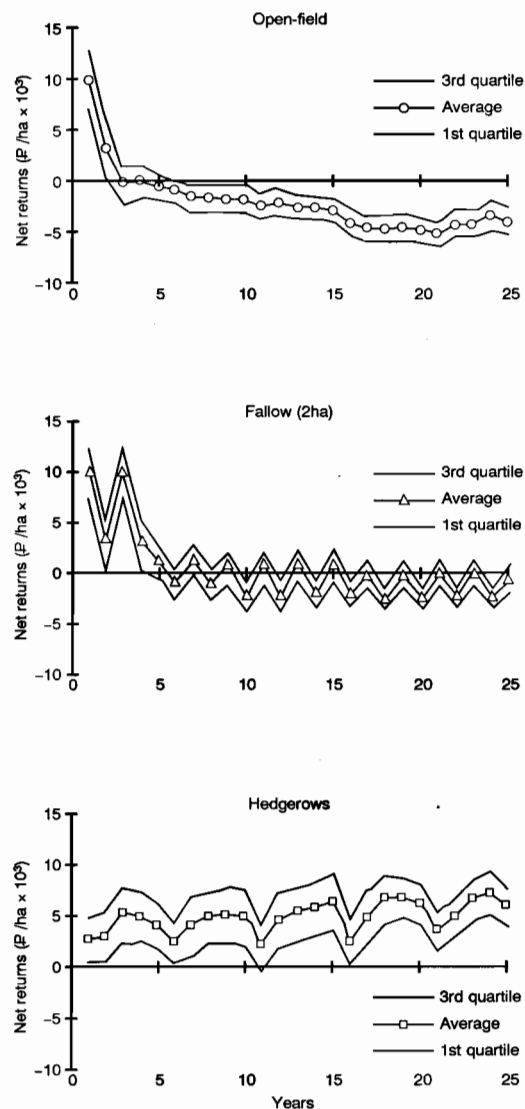 Open-field
Net returns (₱/ha × 10³)
15
10
5
0
−5
−10
0
5
10
15
20
25
3rd quartile
Average
1st quartile
Fallow (2ha)
Net returns (₱/ha × 10³)
15
10
5
0
−5
−10
0
5
10
15
20
25
3rd quartile
Average
1st quartile
Hedgerows
Net returns (₱/ha × 10³)
15
10
5
0
−5
−10
0
5
10
15
20
25
3rd quartile
Average
1st quartile
Years